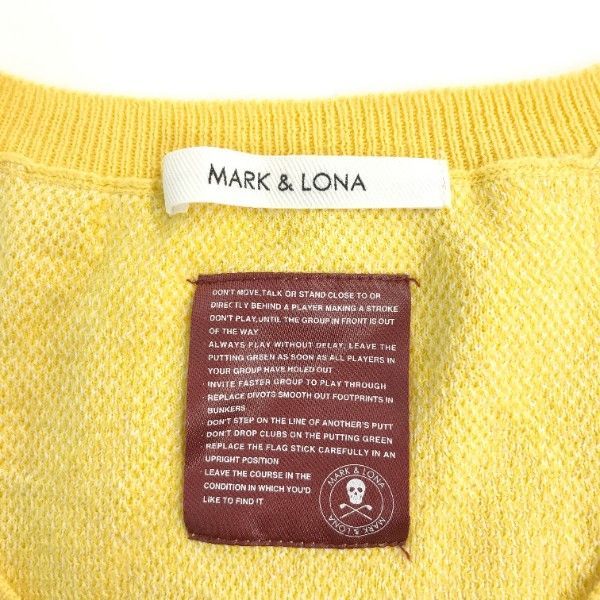 MARK & LONA
DON'T MOVE,TALK OR STAND CLOSE TO OR
DIRECTLY BEHIND A PLAYER MAKING A STROKE
DON'T PLAY,UNTIL THE GROUP IN FRONT IS OUT
OF THE WAY
ALWAYS PLAY WITHOUT DELAY, LEAVE THE
PUTTING GREEN AS SOON AS ALL PLAYERS IN
YOUR GROUP HAVE HOLED OUT
INVITE FASTER GROUP TO PLAY THROUGH
REPLACE DIVOTS SMOOTH OUT FOOTPRINTS IN
BUNKERS
DON'T STEP ON THE LINE OF ANOTHER'S PUTT
DON'T DROP CLUBS ON THE PUTTING GREEN
REPLACE THE FLAG STICK CAREFULLY IN AN
UPRIGHT POSITION
LEAVE THE COURSE IN THE
CONDITION IN WHICH YOU'D
LIKE TO FIND IT
MARK & LONA
MARK & LONA